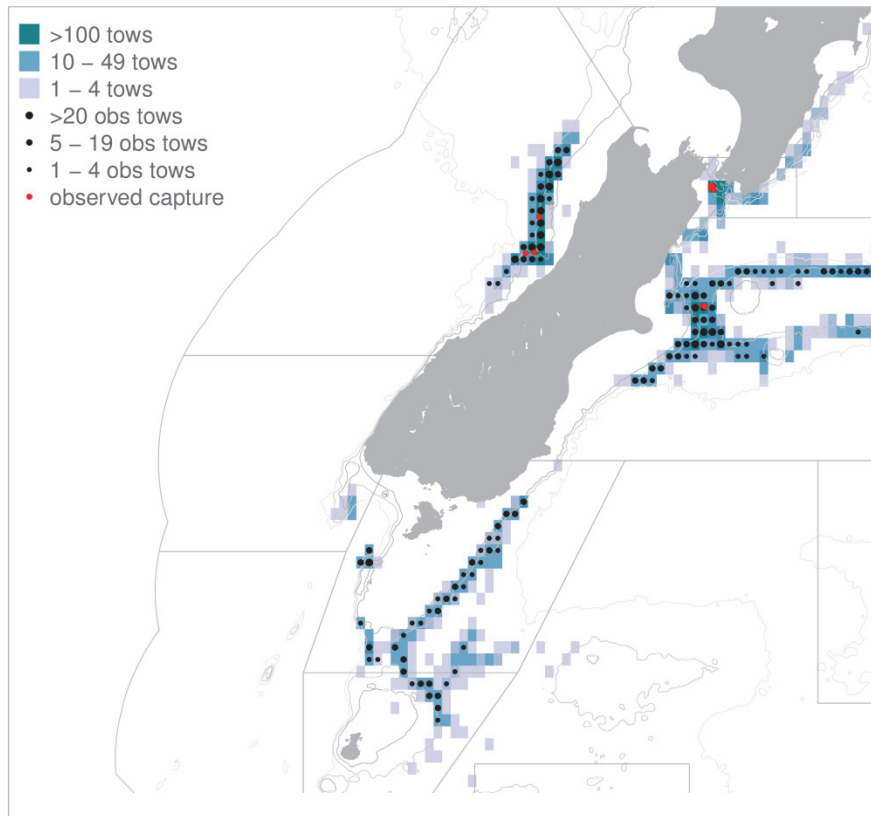 >100 tows
10 – 49 tows
1 – 4 tows
>20 obs tows
5 – 19 obs tows
1 – 4 obs tows
observed capture